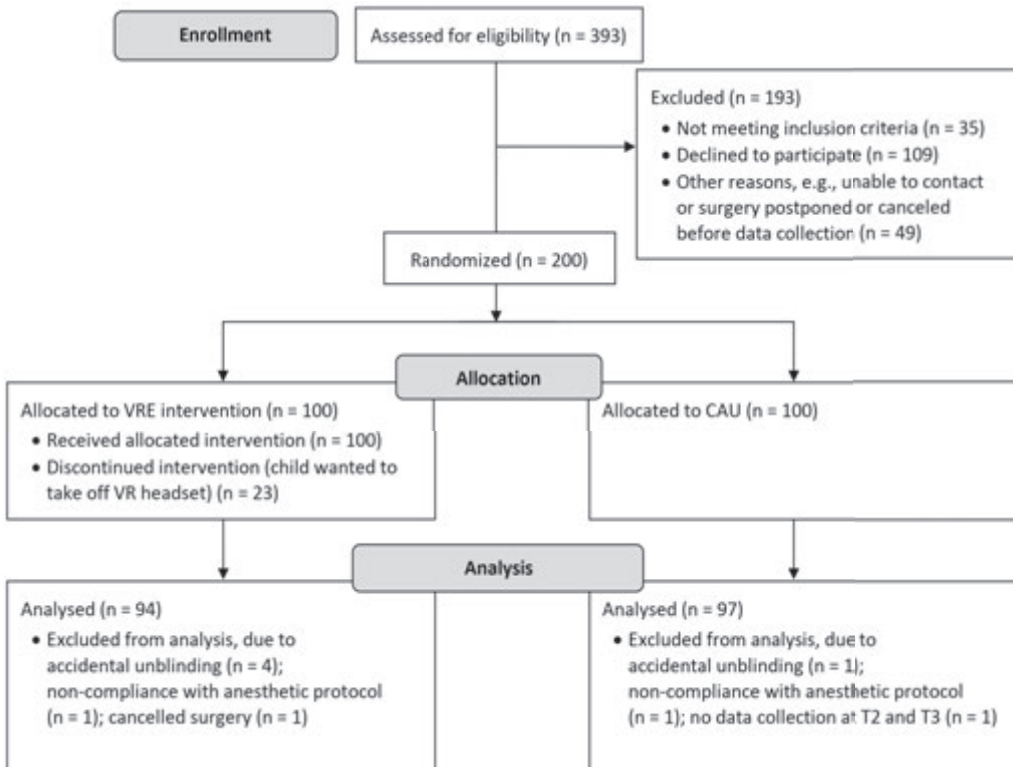 Enrollment
Assessed for eligibility (n = 393)
Excluded (n = 193)
• Not meeting inclusion criteria (n = 35)
• Declined to participate (n = 109)
• Other reasons, e.g., unable to contact
or surgery postponed or canceled
before data collection (n = 49)
Randomized (n = 200)
Allocation
Allocated to VRE intervention (n = 100)
• Received allocated intervention (n = 100)
• Discontinued intervention (child wanted to
take off VR headset) (n = 23)
Allocated to CAU (n = 100)
Analysis
Analysed (n = 94)
• Excluded from analysis, due to
accidental unblinding (n = 4);
non-compliance with anesthetic protocol
(n = 1); cancelled surgery (n = 1)
Analysed (n = 97)
• Excluded from analysis, due to
accidental unblinding (n = 1);
non-compliance with anesthetic protocol
(n = 1); no data collection at T2 and T3 (n = 1)